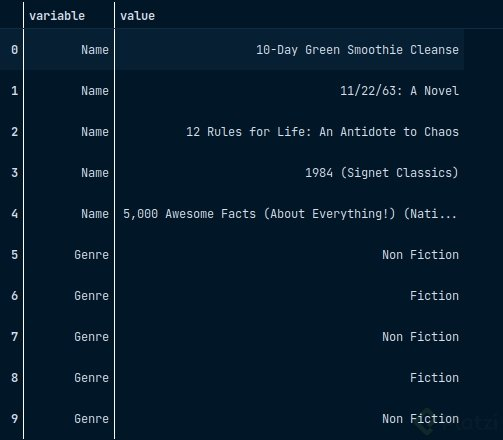 variable value
0 Name 10-Day Green Smoothie Cleanse
1 Name 11/22/63: A Novel
2 Name 12 Rules for Life: An Antidote to Chaos
3 Name 1984 (Signet Classics)
4 Name 5,000 Awesome Facts (About Everything!) (Nati...
5 Genre Non Fiction
6 Genre Fiction
7 Genre Non Fiction
8 Genre Fiction
9 Genre Non Fiction